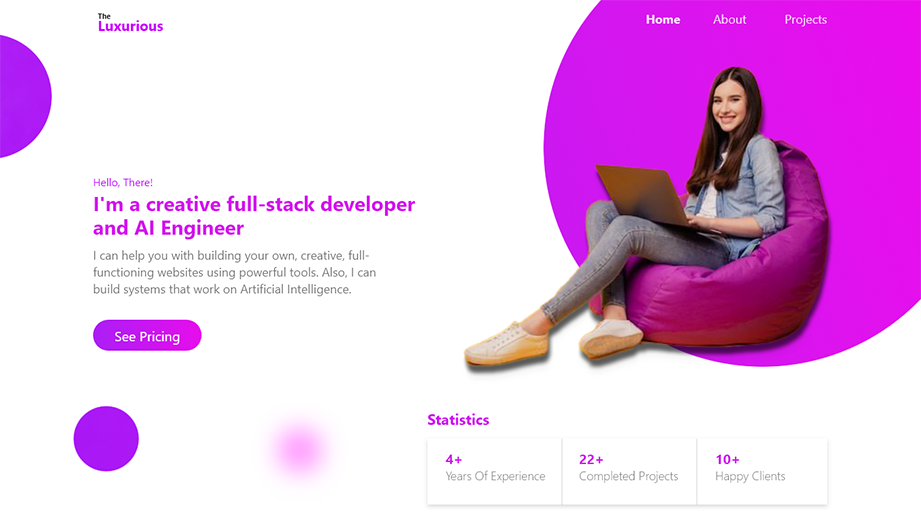 The
Luxurious
Home
About
Projects
Hello, There!
I'm a creative full-stack developer
and AI Engineer
I can help you with building your own, creative, full-
functioning websites using powerful tools. Also, I can
build systems that work on Artificial Intelligence.
See Pricing
Statistics
4+
Years Of Experience
22+
Completed Projects
10+
Happy Clients